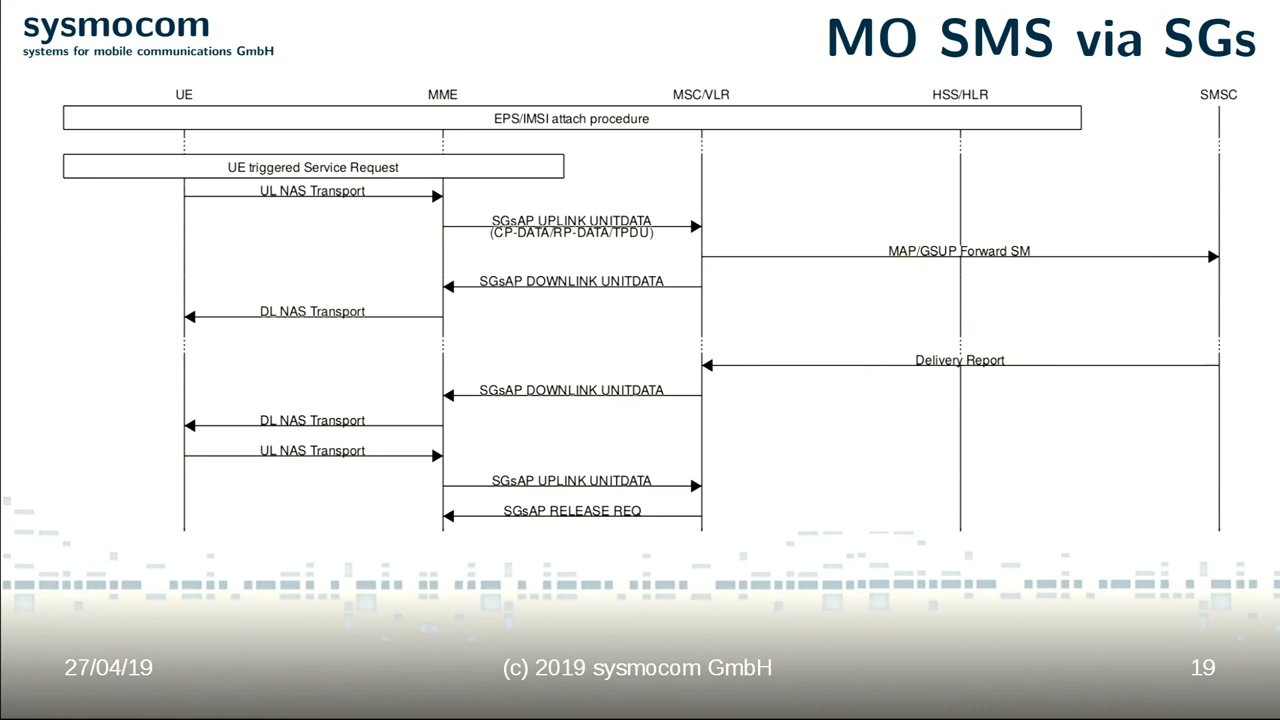 sysmocom
systems for mobile communications GmbH
MO SMS via SGs
UE MME MSC/VLR HSS/HLR SMSC
EPS/IMSI attach procedure
UE triggered Service Request
UL NAS Transport
SGsAP UPLINK UNITDATA
(CP-DATA/RP-DATA/TPDU)
MAP/GSUP Forward SM
SGsAP DOWNLINK UNITDATA
DL NAS Transport
Delivery Report
SGsAP DOWNLINK UNITDATA
DL NAS Transport
UL NAS Transport
SGsAP UPLINK UNITDATA
SGsAP RELEASE REQ
27/04/19 (c) 2019 sysmocom GmbH 19